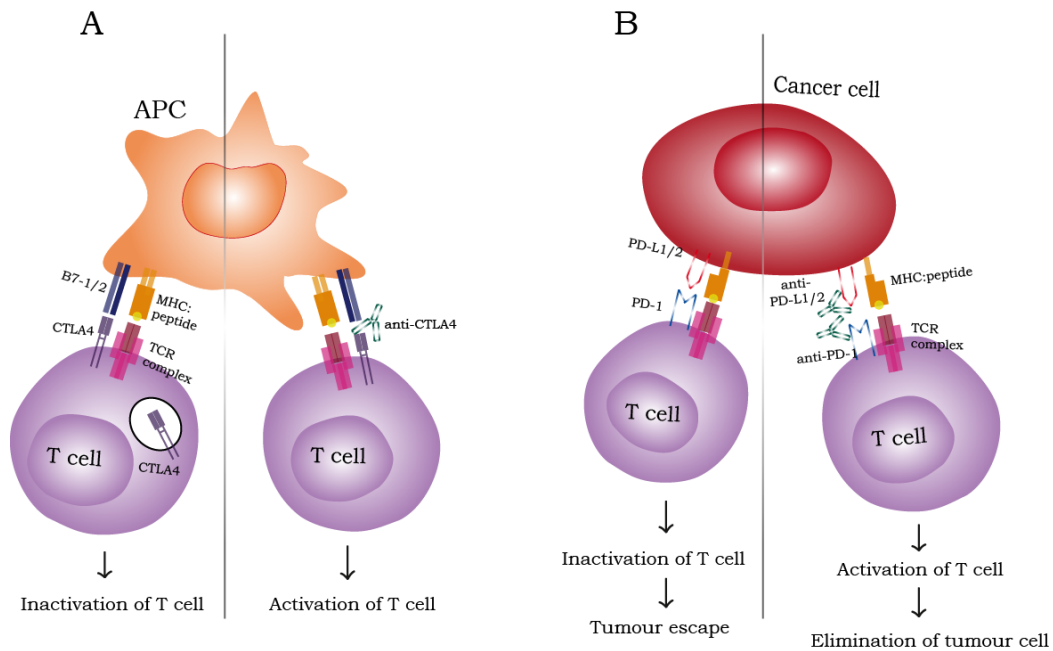 A
APC
B7-1/2
MHC:
peptide
CTLA4
TCR
complex
T cell
CTLA4
Inactivation of T cell
anti-CTLA4
T cell
Activation of T cell
B
Cancer cell
PD-L1/2
PD-1
T cell
Inactivation of T cell
Tumour escape
anti-
PD-L1/2
MHC:peptide
anti-PD-1
TCR
complex
T cell
Activation of T cell
Elimination of tumour cell